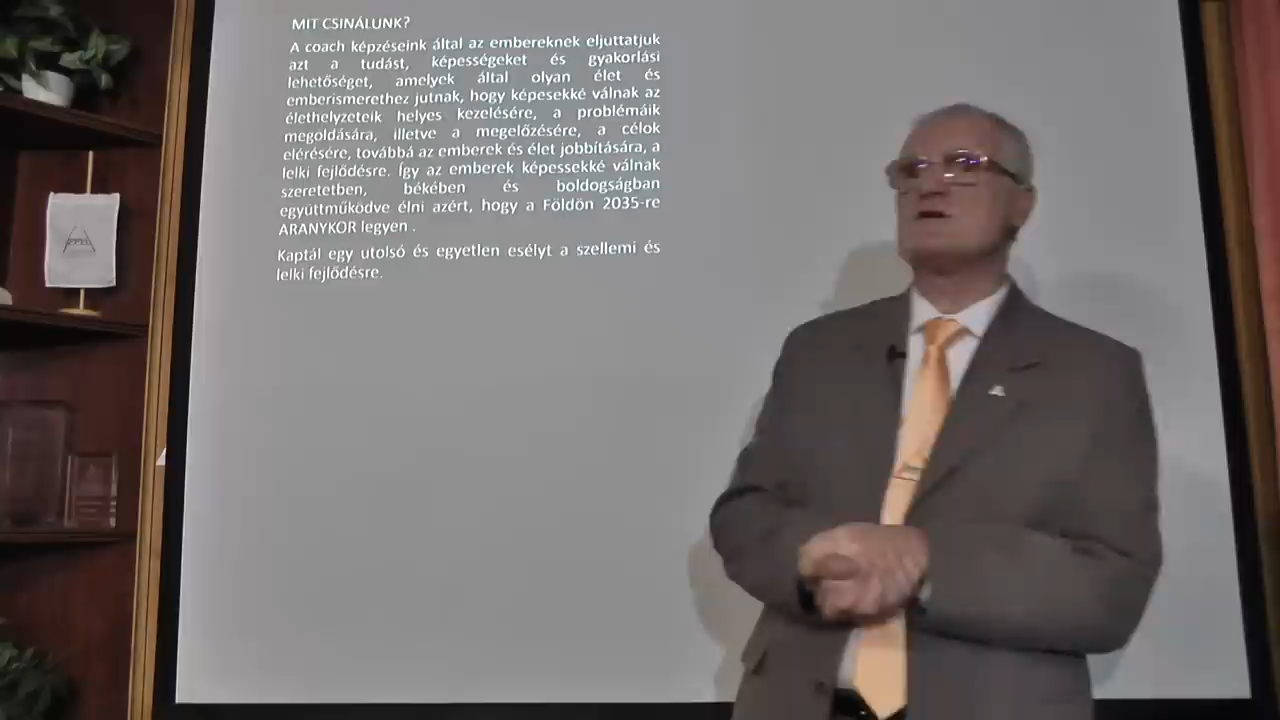 MIT CSINÁLUNK?
A coach képzéseink által az embereknek eljuttatjuk
azt a tudást, képességeket és gyakorlási
lehetőséget, amelyek által olyan élet és
emberismerethez jutnak, hogy képesekké válnak az
élethelyzeteik helyes kezelésére, a problémáik
megoldására, illetve a megelőzésére, a célok
elérésére, továbbá az emberek és élet jobbítására, a
lelki fejlődésre. Így az emberek képessekké válnak
szeretetben, békében és boldogságban
együttműködve élni azért, hogy a Földön 2035-re
ARANYKOR legyen .
Kaptál egy utolsó és egyetlen esélyt a szellemi és
lelki fejlődésre.